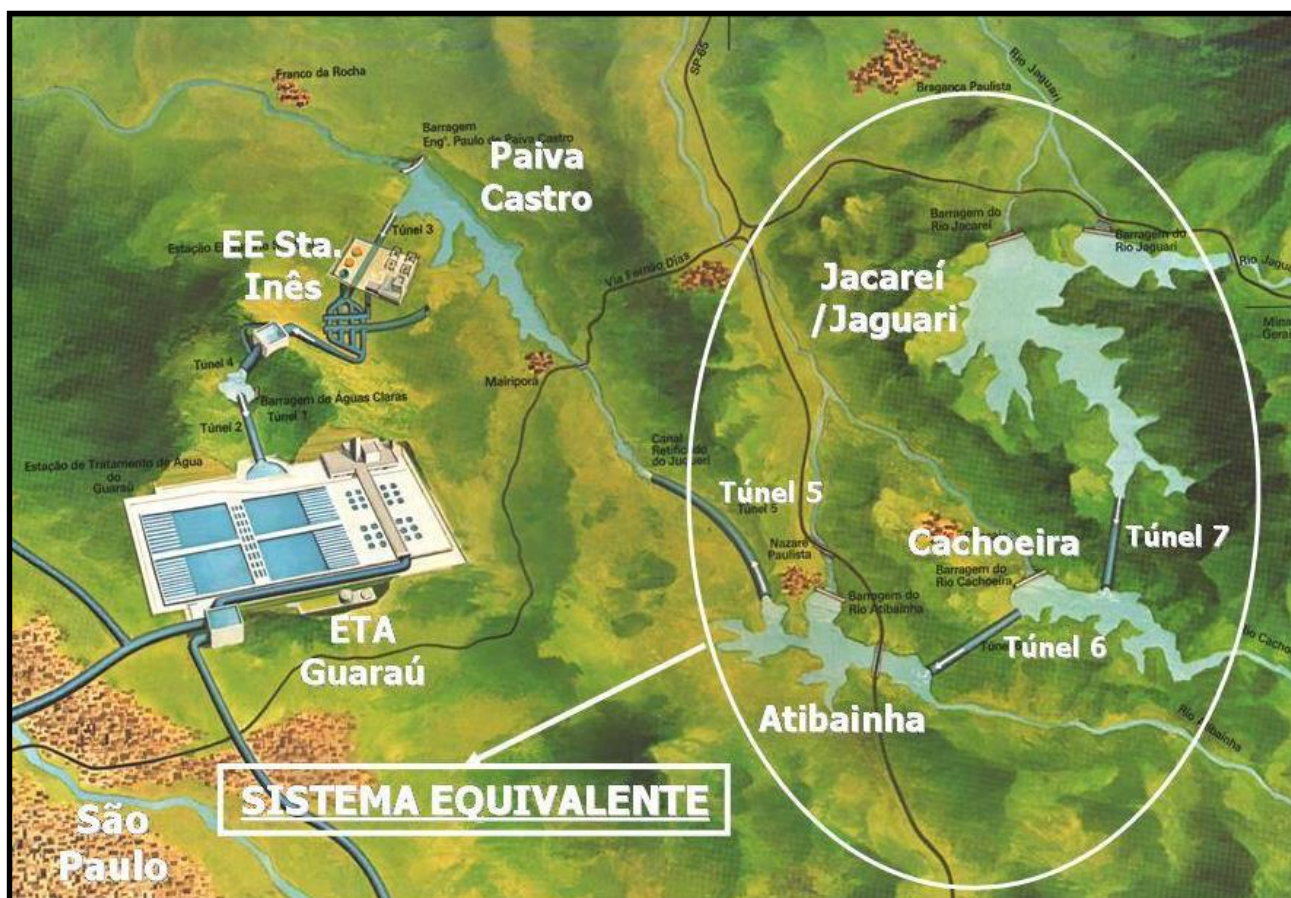 Franco da Rocha
Barragem
Engº. Paulo de Paiva Castro
Paiva
Castro
SP-65
Bragança Paulista
Rio Jaguari
Túnel 3
EE Sta.
Inês
Barragem do
Rio Jacareí
Barragem do
Rio Jaguari
Jacareí
/Jaguari
Via Fernão Dias
Túnel 4
Barragem de Águas Claras
Túnel 1
Túnel 2
Mairiporã
Estação de Tratamento de Água
do
Guaraú
Canal
Retificado
do Juqueri
Túnel 5
Túnel 5
Nazaré
Paulista
Cachoeira
Túnel 7
Barragem do
Rio Cachoeira
Barragem do
Rio Atibainha
Túnel 6
ETA
Guaraú
Atibainha
Rio Atibainha
SISTEMA EQUIVALENTE
São
Paulo